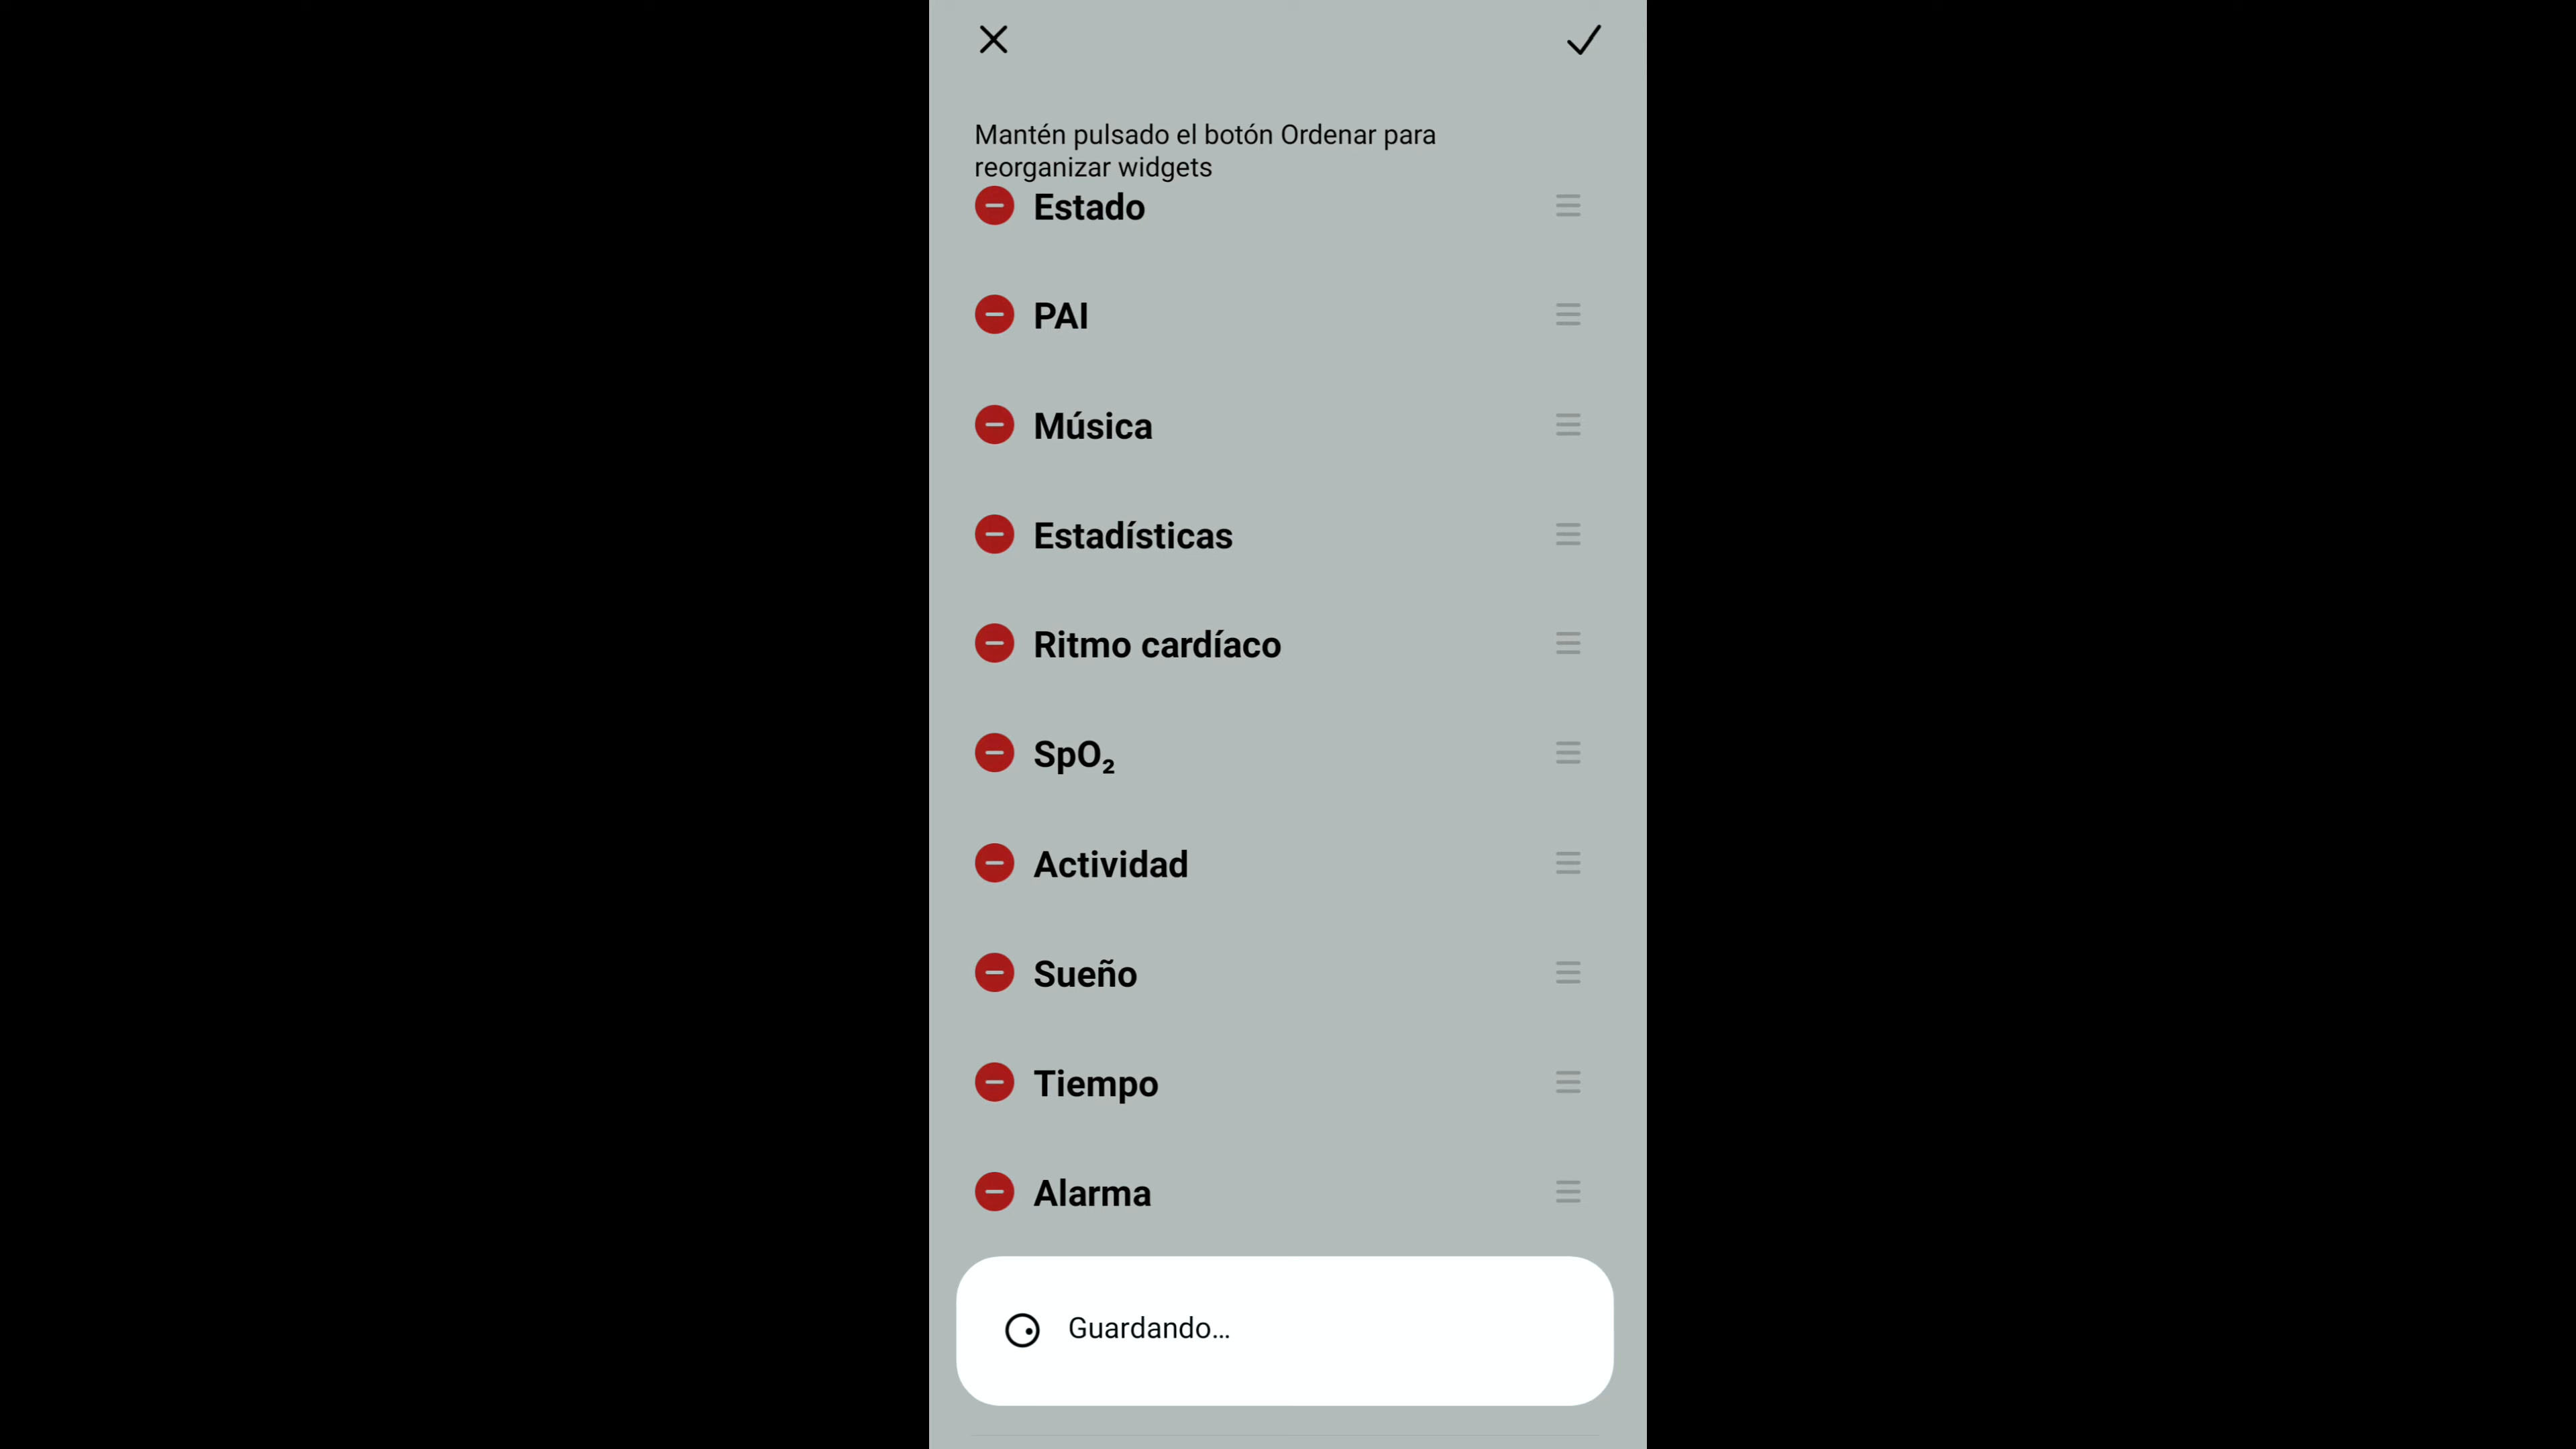 Mantén pulsado el botón Ordenar para
reorganizar widgets
Estado
PAI
Música
Estadísticas
Ritmo cardíaco
SpO₂
Actividad
Sueño
Tiempo
Alarma
Guardando...